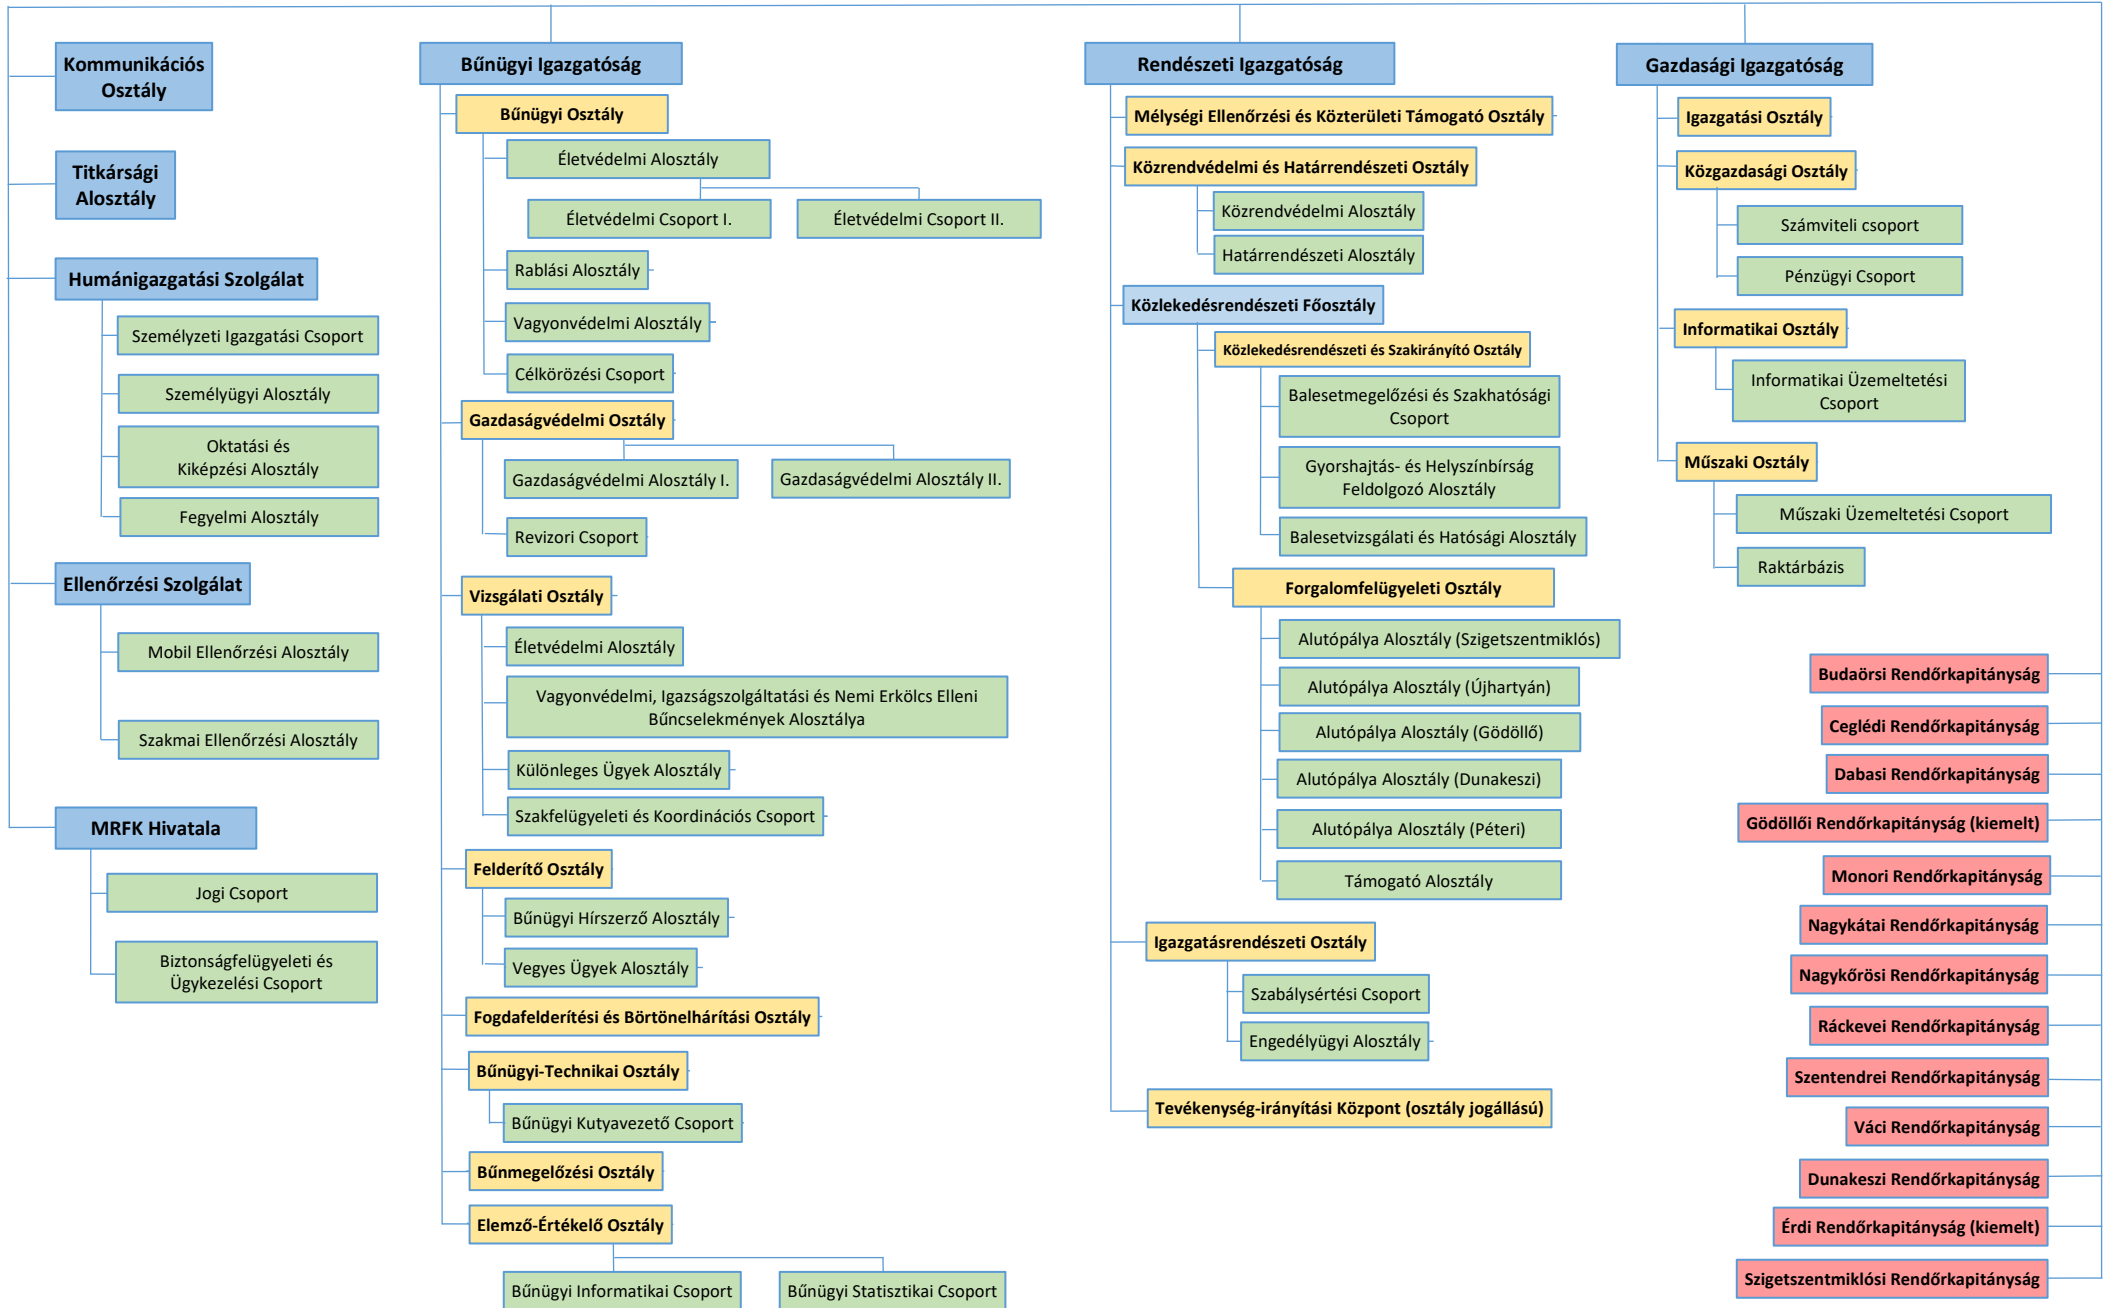 Kommunikációs
Osztály
Titkársági
Alosztály
Humánigazgatási Szolgálat
Személyzeti Igazgatási Csoport
Személyügyi Alosztály
Oktatási és
Kiképzési Alosztály
Fegyelmi Alosztály
Ellenőrzési Szolgálat
Mobil Ellenőrzési Alosztály
Szakmai Ellenőrzési Alosztály
MRFK Hivatala
Jogi Csoport
Biztonságfelügyeleti és
Ügykezelési Csoport
Bűnügyi Igazgatóság
Bűnügyi Osztály
Életvédelmi Alosztály
Életvédelmi Csoport I.
Életvédelmi Csoport II.
Rablási Alosztály
Vagyonvédelmi Alosztály
Célkörözési Csoport
Gazdaságvédelmi Osztály
Gazdaságvédelmi Alosztály I.
Gazdaságvédelmi Alosztály II.
Revizori Csoport
Vizsgálati Osztály
Életvédelmi Alosztály
Vagyonvédelmi, Igazságszolgáltatási és Nemi Erkölcs Elleni
Bűncselekmények Alosztálya
Különleges Ügyek Alosztály
Szakfelügyeleti és Koordinációs Csoport
Felderítő Osztály
Bűnügyi Hírszerző Alosztály
Vegyes Ügyek Alosztály
Fogdafelderítési és Börtönelhárítási Osztály
Bűnügyi-Technikai Osztály
Bűnügyi Kutyavezető Csoport
Bűnmegelőzési Osztály
Elemző-Értékelő Osztály
Bűnügyi Informatikai Csoport
Bűnügyi Statisztikai Csoport
Rendészeti Igazgatóság
Mélységi Ellenőrzési és Közterületi Támogató Osztály
Közrendvédelmi és Határrendészeti Osztály
Közrendvédelmi Alosztály
Határrendészeti Alosztály
Közlekedésrendészeti Főosztály
Közlekedésrendészeti és Szakirányító Osztály
Balesetmegelőzési és Szakhatósági
Csoport
Gyorshajtás- és Helyszínbírság
Feldolgozó Alosztály
Balesetvizsgálati és Hatósági Alosztály
Forgalomfelügyeleti Osztály
Alutópálya Alosztály (Szigetszentmiklós)
Alutópálya Alosztály (Újhartyán)
Alutópálya Alosztály (Gödöllő)
Alutópálya Alosztály (Dunakeszi)
Alutópálya Alosztály (Péteri)
Támogató Alosztály
Igazgatásrendészeti Osztály
Szabálysértési Csoport
Engedélyügyi Alosztály
Tevékenység-irányítási Központ (osztály jogállású)
Gazdasági Igazgatóság
Igazgatási Osztály
Közgazdasági Osztály
Számviteli csoport
Pénzügyi Csoport
Informatikai Osztály
Informatikai Üzemeltetési
Csoport
Műszaki Osztály
Műszaki Üzemeltetési Csoport
Raktárbázis
Budaörsi Rendőrkapitányság
Ceglédi Rendőrkapitányság
Dabasi Rendőrkapitányság
Gödöllői Rendőrkapitányság (kiemelt)
Monori Rendőrkapitányság
Nagykátai Rendőrkapitányság
Nagykőrösi Rendőrkapitányság
Ráckevei Rendőrkapitányság
Szentendrei Rendőrkapitányság
Váci Rendőrkapitányság
Dunakeszi Rendőrkapitányság
Érdi Rendőrkapitányság (kiemelt)
Szigetszentmiklósi Rendőrkapitányság